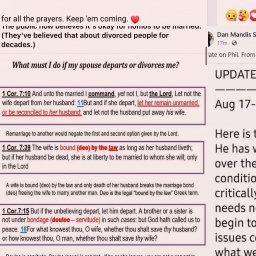 for all the prayers. Keep 'em coming. ❤️
The public now believes it's okay for homos to be married.
(They've believed that about divorced people for
decades.)
What must I do if my spouse departs or divorces me?
1 Cor. 7:10 And unto the married I command, yet not I, but the Lord, Let not the
wife depart from her husband: 11But and if she depart, let her remain unmarried,
or be reconciled to her husband: and let not the husband put away his wife.
Remarriage to another would negate the first and second option given by the Lord.
1 Cor. 7:39 The wife is bound (deo) by the law as long as her husband liveth;
but if her husband be dead, she is at liberty to be married to whom she will; only
in the Lord
A wife is bound (deo) by law and only death of her husband breaks the marriage bond
(deo) freeing the wife to marry another man. Deo is the legal "bound by law" Greek term.
1 Cor.7:15 But if the unbelieving depart, let him depart. A brother or a sister is
not under bondage (douloo – servitude) in such cases: but God hath called us to
peace. 16For what knowest thou, O wife, whether thou shalt save thy husband?
or how knowest thou, O man, whether thou shalt save thy wife?
Dan Mandis S
17m
ate on Phil. From
UPDATE
Aug 17-
Here is t
He has v
over the
conditio
critically
needs n
begin to
issues c
what we